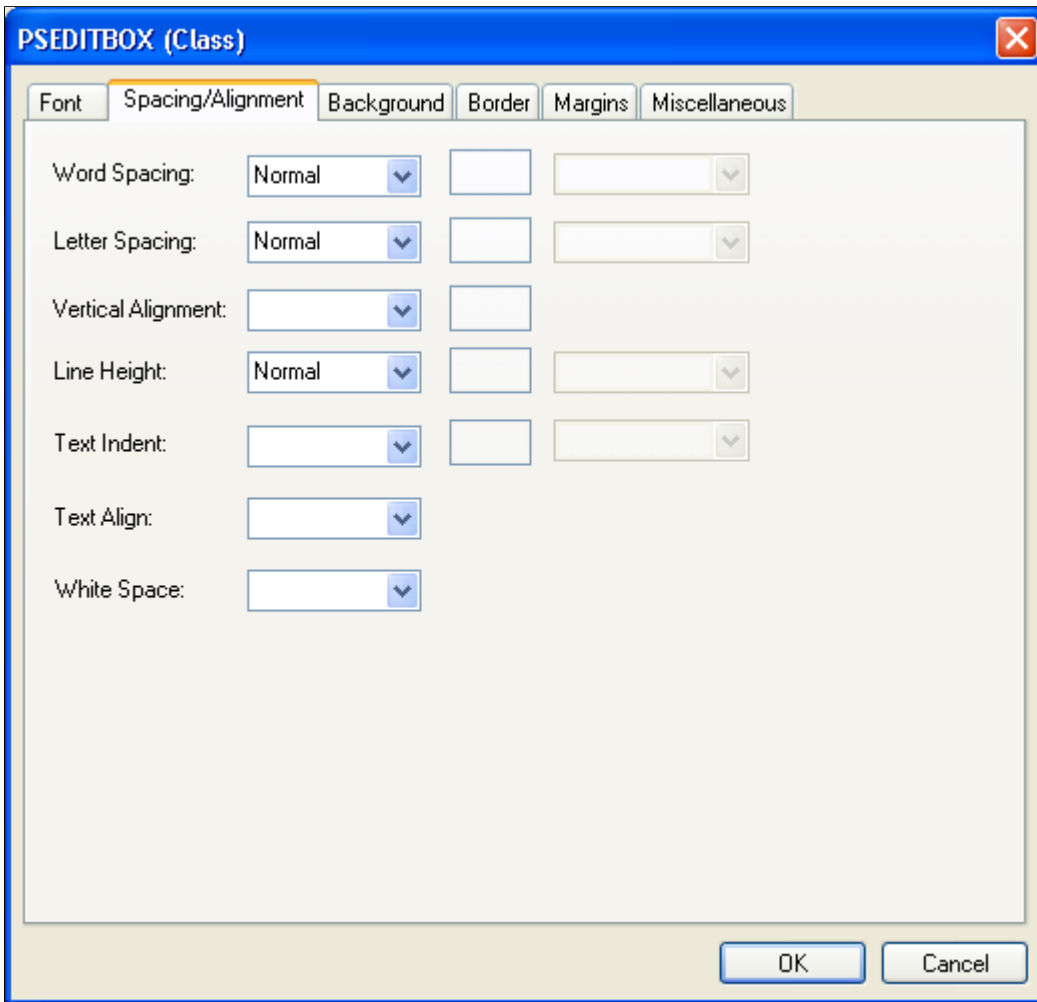 PSEDITBOX (Class)
Font Spacing/Alignment Background Border Margins Miscellaneous
Word Spacing: Normal
Letter Spacing: Normal
Vertical Alignment:
Line Height: Normal
Text Indent:
Text Align:
White Space:
OK Cancel